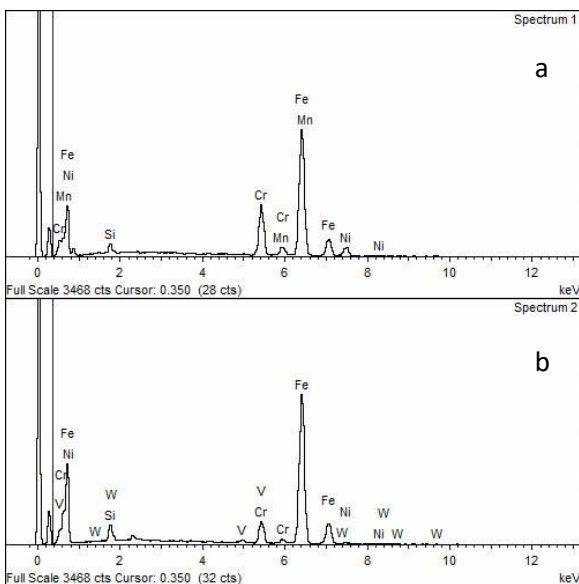 Spectrum 1
a
Fe
Mn
Fe
Ni
Mn
Cr
Si
Cr
Cr
Mn
Fe
Ni
Ni
0 2 4 6 8 10 12
Full Scale 3468 cts Cursor: 0.350 (28 cts) keV
Spectrum 2
b
Fe
Fe
Ni
Cr
V
W
W
Si
V
V
Cr
Cr
Fe
Ni
W
W
Ni
W
W
0 2 4 6 8 10 12
Full Scale 3468 cts Cursor: 0.350 (32 cts) keV